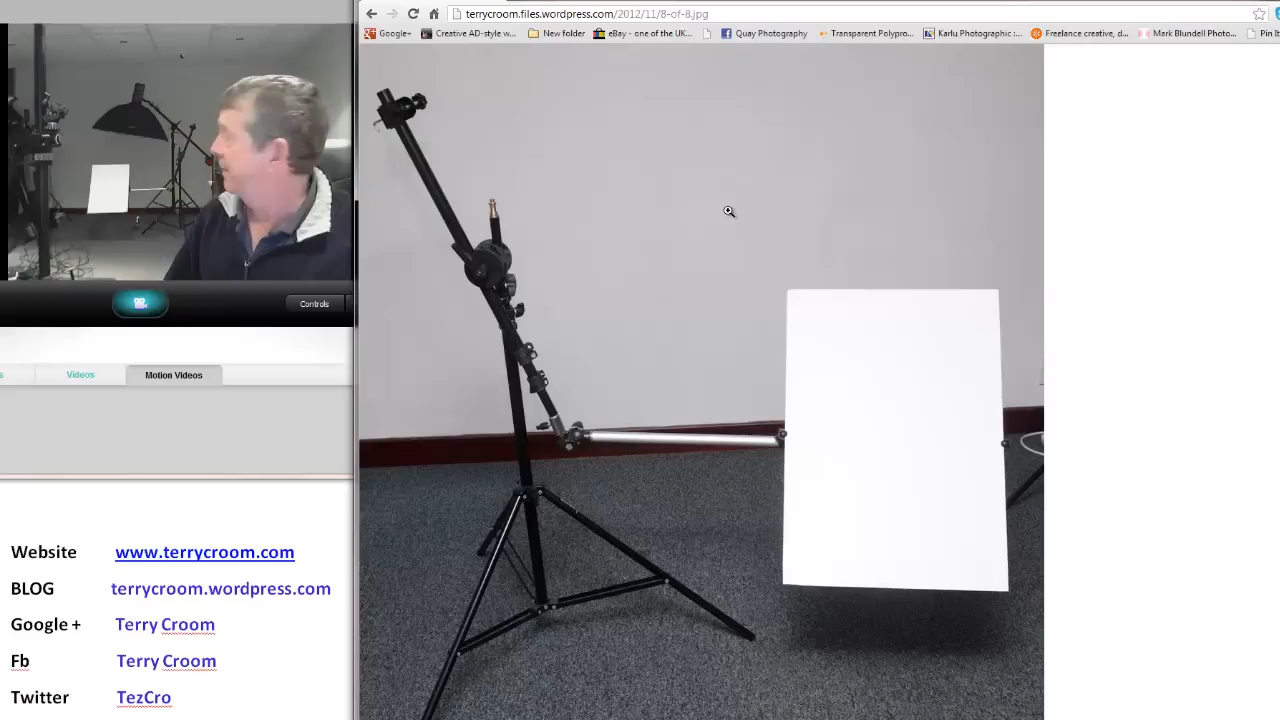 terrycroom.files.wordpress.com/2012/11/8-of-8.jpg
Google+ Creative AD-style w... New folder eBay - one of the UK... Quay Photography Transparent Polypro... Karlu Photographic :... Freelance creative, d... Mark Blundell Photo... Pin It
Controls
s Videos Motion Videos
Website www.terrycroom.com
BLOG terrycroom.wordpress.com
Google + Terry Croom
Fb Terry Croom
Twitter TezCro